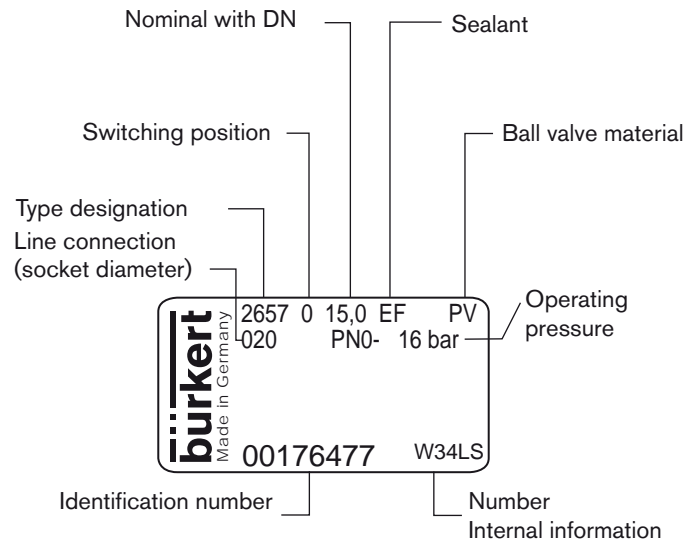 Nominal with DN
Sealant
Switching position
Ball valve material
Type designation
Line connection
(socket diameter)
Operating
pressure
2657 0 15,0 EF PV
020 PN0- 16 bar
burkert
Made in Germany
00176477 W34LS
Identification number
Number
Internal information